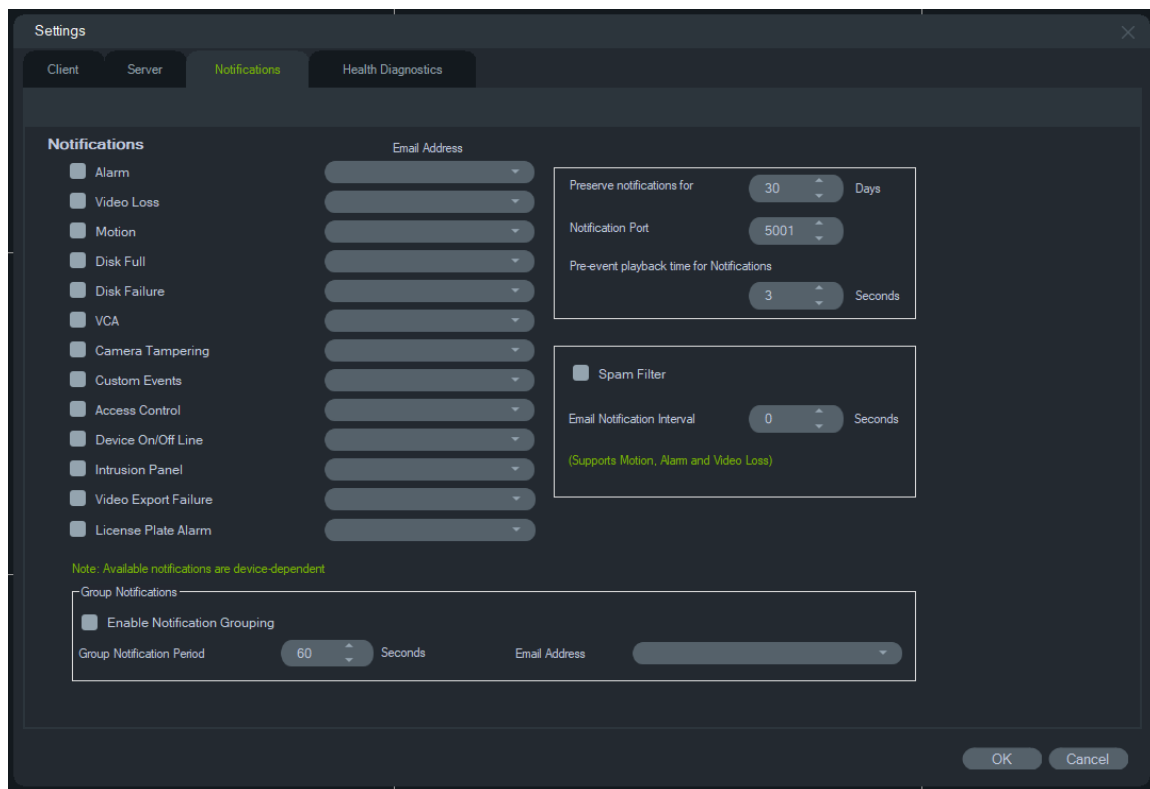 Settings
Client Server Notifications Health Diagnostics
Notifications
Email Address
Alarm
Video Loss
Motion
Disk Full
Disk Failure
VCA
Camera Tampering
Custom Events
Access Control
Device On/Off Line
Intrusion Panel
Video Export Failure
License Plate Alarm
Preserve notifications for 30 Days
Notification Port 5001
Pre-event playback time for Notifications
3 Seconds
Spam Filter
Email Notification Interval 0 Seconds
(Supports Motion, Alarm and Video Loss)
Note: Available notifications are device-dependent
Group Notifications
Enable Notification Grouping
Group Notification Period 60 Seconds Email Address
OK Cancel